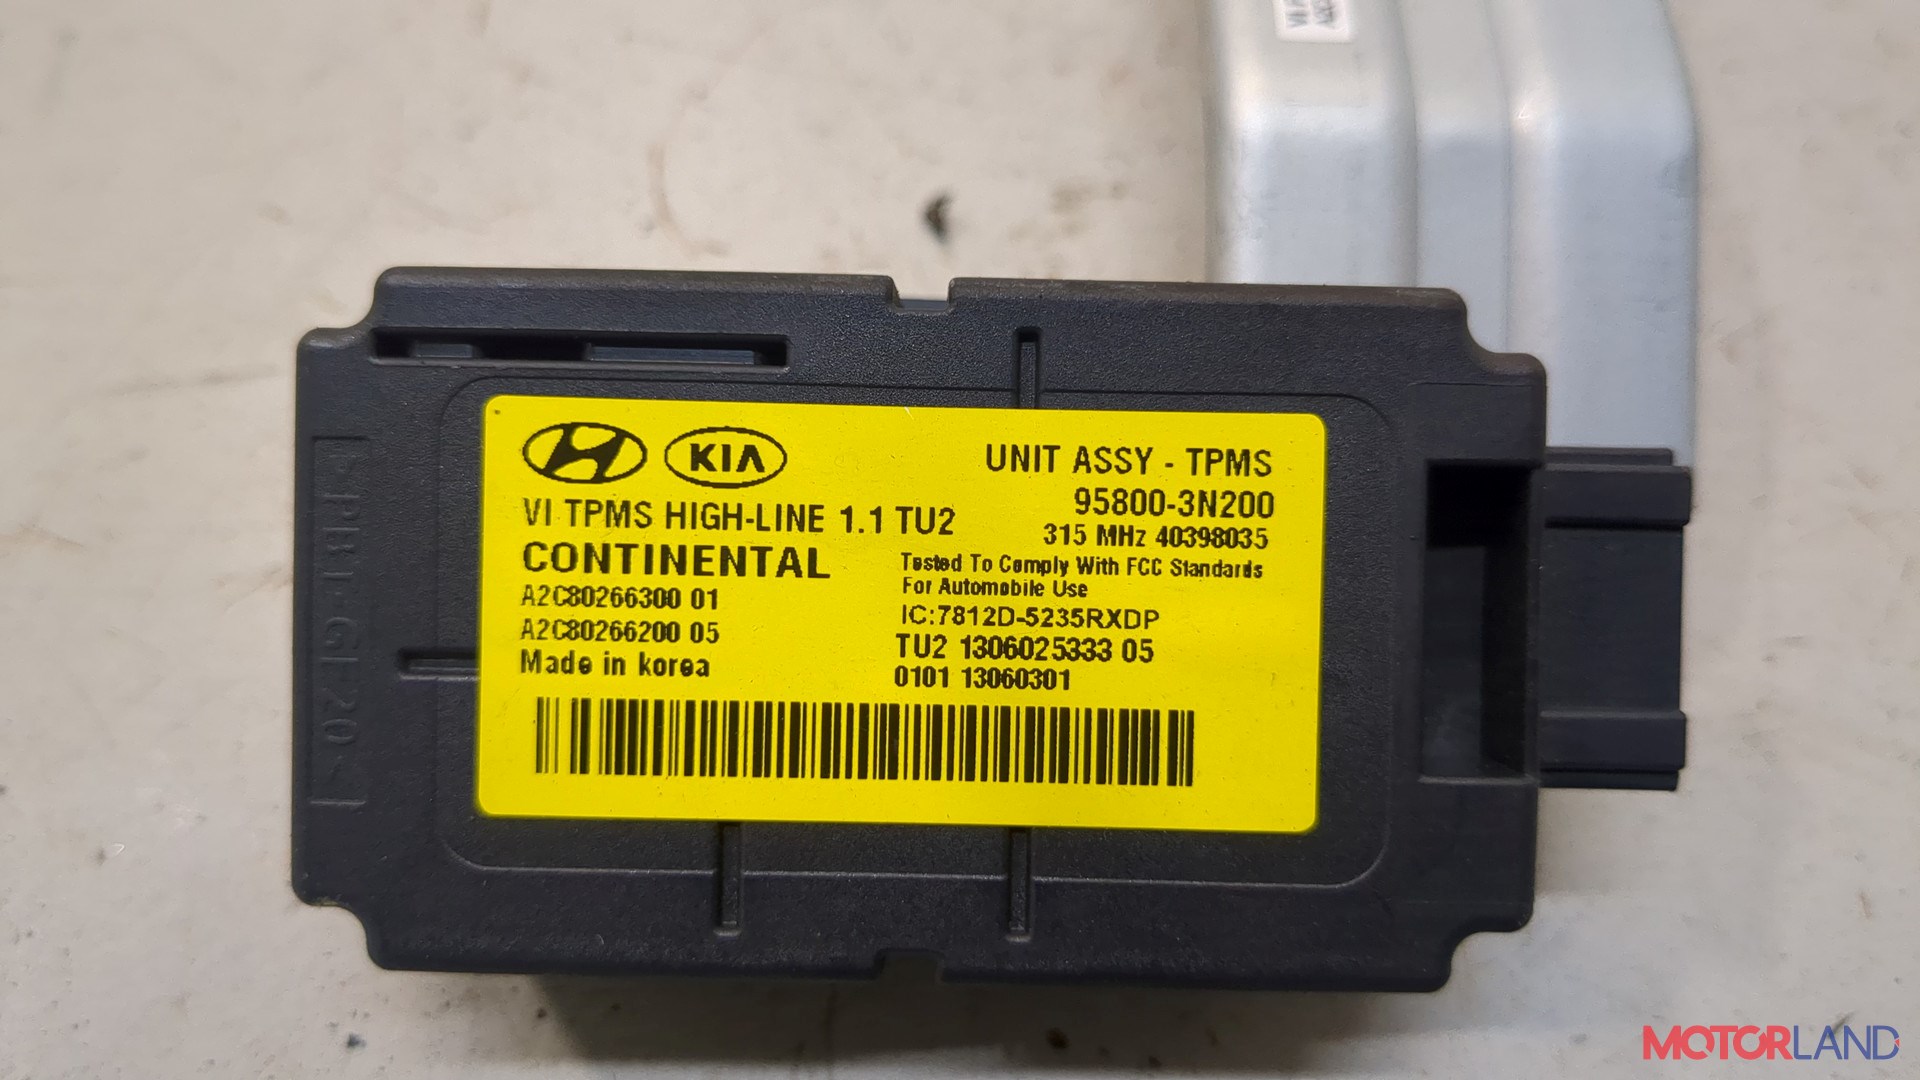 KIA
UNIT ASSY - TPMS
95800-3N200
VI TPMS HIGH-LINE 1.1 TU2
315 MHz 40398035
CONTINENTAL
Tested To Comply With FCC Standards
For Automobile Use
A2C80266300 01
IC:7812D-5235RXDP
A2C80266200 05
TU2 1306025333 05
Made in korea
0101 13060301
>PBT-GF20<
MOTORLAND